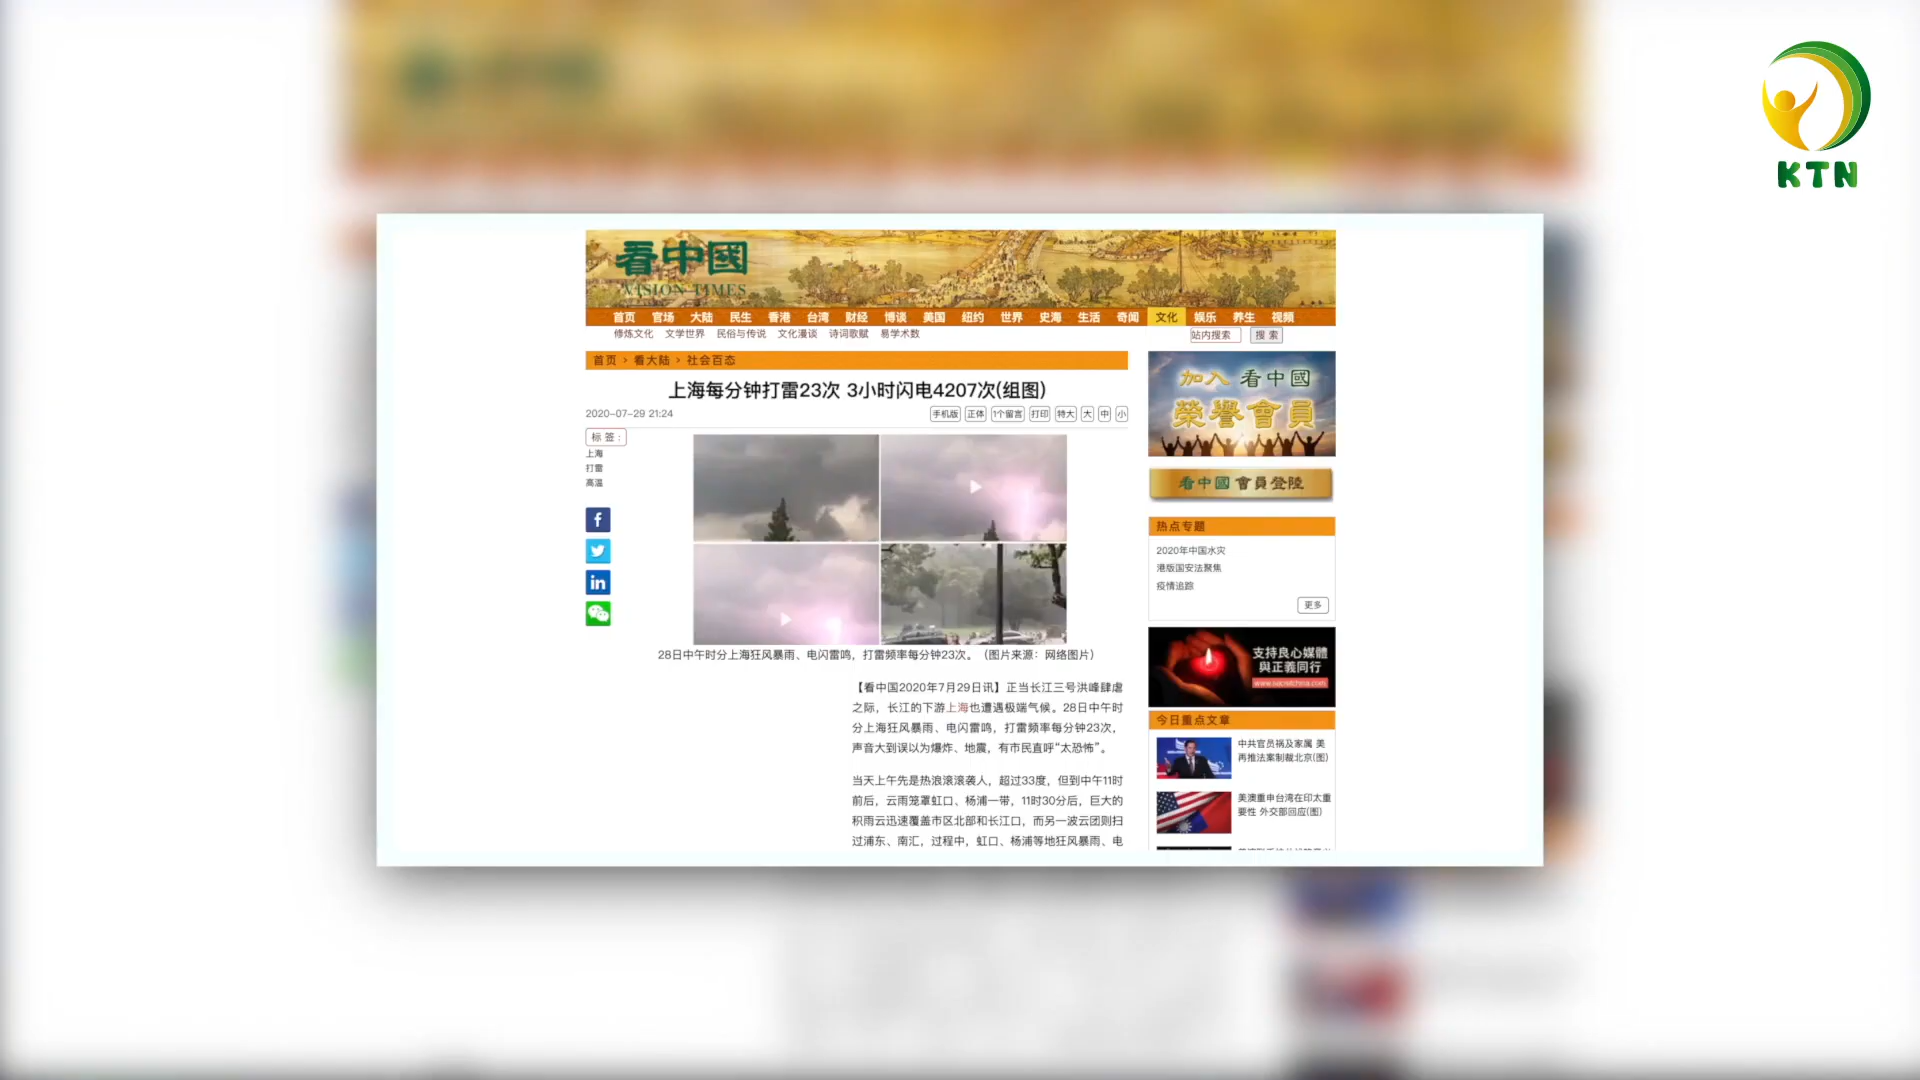 KTN
看中國
VISION TIMES
首页 官场 大陆 民生 香港 台湾 财经 博谈 美国 纽约 世界 史海 生活 奇闻 文化 娱乐 养生 视频
修炼文化 文学世界 民俗与传说 文化漫谈 诗词歌赋 易学术数
站内搜索 搜 索
首页 > 看大陆 > 社会百态
上海每分钟打雷23次 3小时闪电4207次(组图)
2020-07-29 21:24
手机版 正体 1个留言 打印 特大 大 中 小
标 签 :
上海
打雷
高温
28日中午时分上海狂风暴雨、电闪雷鸣，打雷频率每分钟23次。（图片来源：网络图片）
【看中国2020年7月29日讯】正当长江三号洪峰肆虐
之际，长江的下游上海也遭遇极端气候。28日中午时
分上海狂风暴雨、电闪雷鸣，打雷频率每分钟23次，
声音大到误以为爆炸、地震，有市民直呼“太恐怖”。
当天上午先是热浪滚滚袭人，超过33度，但到中午11时
前后，云雨笼罩虹口、杨浦一带，11时30分后，巨大的
积雨云迅速覆盖市区北部和长江口，而另一波云团则扫
过浦东、南汇，过程中，虹口、杨浦等地狂风暴雨、电
加入 看中國
榮譽會員
看中國 會員登陸
热点专题
2020年中国水灾
港版国安法聚焦
疫情追踪
更多
支持良心媒體
與正義同行
www.secretchina.com
今日重点文章
中共官员祸及家属 美
再推法案制裁北京(图)
美澳重申台湾在印太重
要性 外交部回应(图)